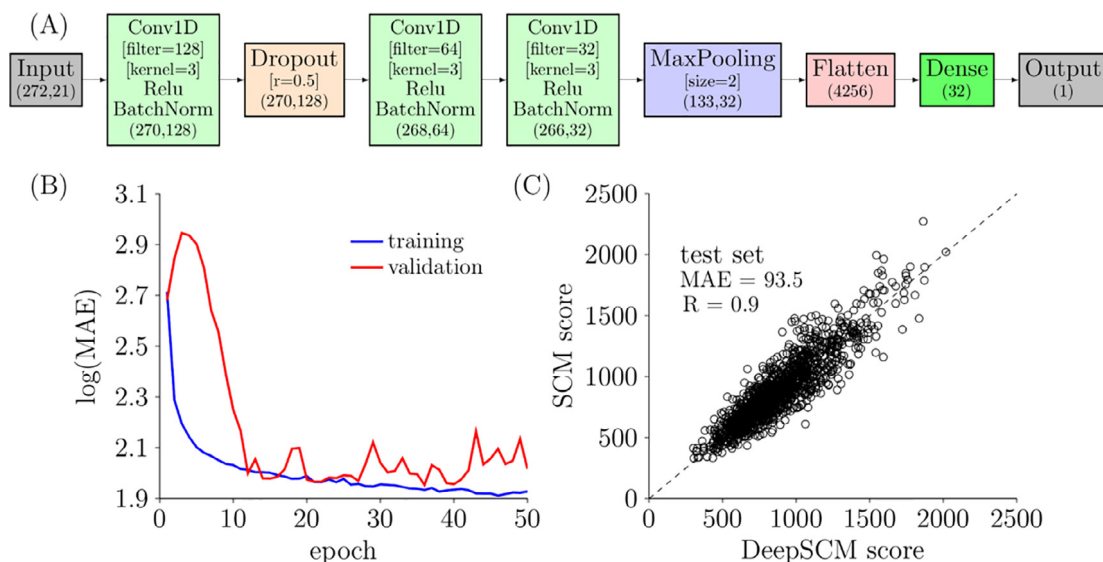 (A)
Input
(272,21)
Conv1D
[filter=128]
[kernel=3]
Relu
BatchNorm
(270,128)
Dropout
[r=0.5]
(270,128)
Conv1D
[filter=64]
[kernel=3]
Relu
BatchNorm
(268,64)
Conv1D
[filter=32]
[kernel=3]
Relu
BatchNorm
(266,32)
MaxPooling
[size=2]
(133,32)
Flatten
(4256)
Dense
(32)
Output
(1)
(B)
log(MAE)
3.1
2.9
2.7
2.5
2.3
2.1
1.9
training
validation
0 10 20 30 40 50
epoch
(C)
SCM score
2500
2000
1500
1000
500
0
test set
MAE = 93.5
R = 0.9
0 500 1000 1500 2000 2500
DeepSCM score